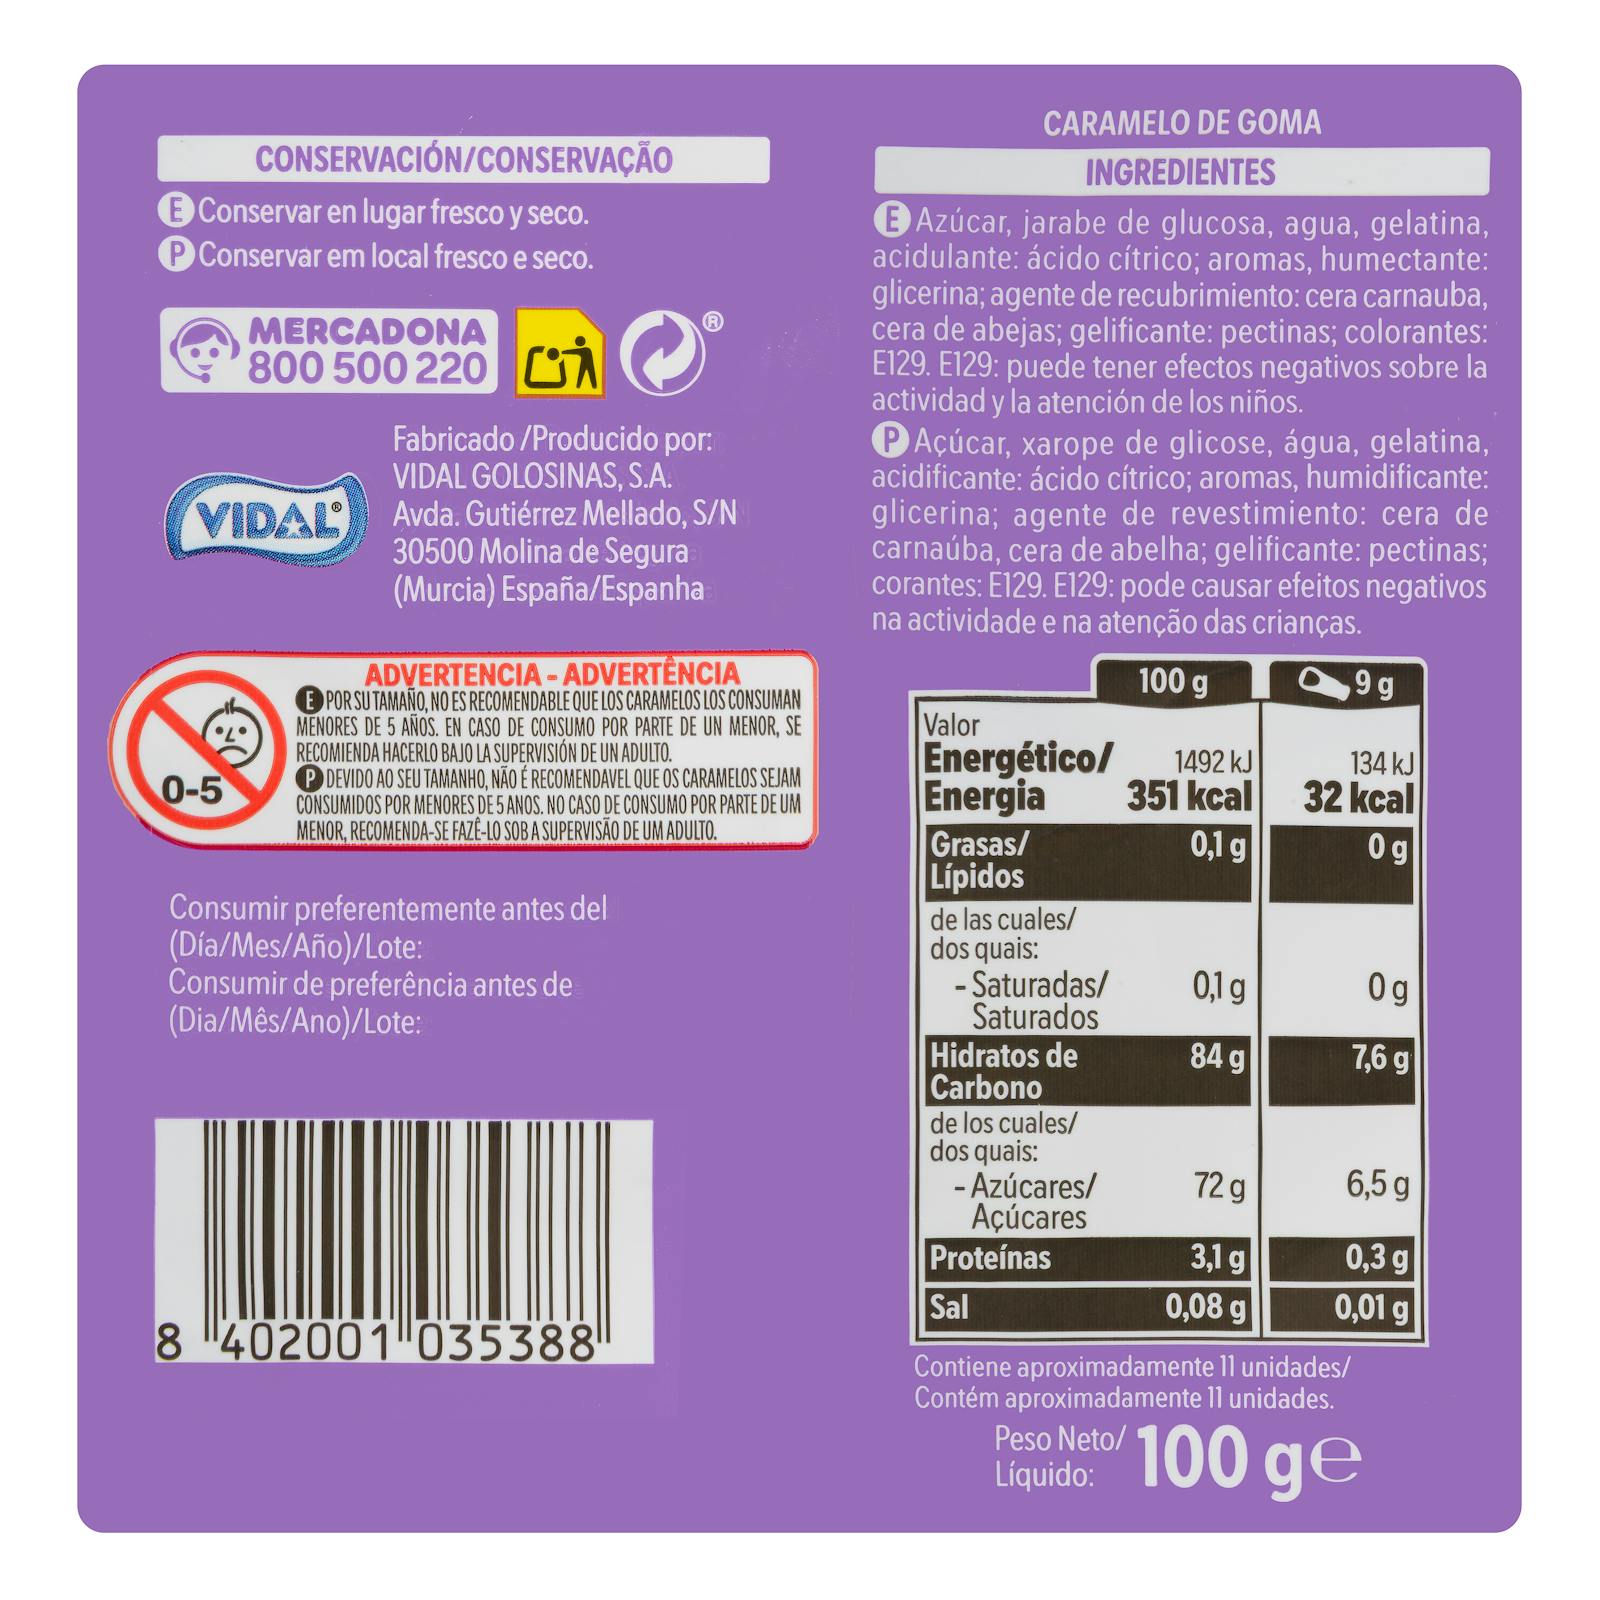 CONSERVACIÓN/CONSERVAÇÃO
E Conservar en lugar fresco y seco.
P Conservar em local fresco e seco.
MERCADONA
800 500 220
®
VIDAL®
Fabricado /Producido por:
VIDAL GOLOSINAS, S.A.
Avda. Gutiérrez Mellado, S/N
30500 Molina de Segura
(Murcia) España/Espanha
0-5
ADVERTENCIA - ADVERTÊNCIA
E POR SU TAMAÑO, NO ES RECOMENDABLE QUE LOS CARAMELOS LOS CONSUMAN
MENORES DE 5 AÑOS. EN CASO DE CONSUMO POR PARTE DE UN MENOR, SE
RECOMIENDA HACERLO BAJO LA SUPERVISIÓN DE UN ADULTO.
P DEVIDO AO SEU TAMANHO, NÃO É RECOMENDAVEL QUE OS CARAMELOS SEJAM
CONSUMIDOS POR MENORES DE 5 ANOS. NO CASO DE CONSUMO POR PARTE DE UM
MENOR, RECOMENDA-SE FAZÊ-LO SOB A SUPERVISÃO DE UM ADULTO.
Consumir preferentemente antes del
(Día/Mes/Año)/Lote:
Consumir de preferência antes de
(Dia/Mês/Ano)/Lote:
8 402001 035388
CARAMELO DE GOMA
INGREDIENTES
E Azúcar, jarabe de glucosa, agua, gelatina,
acidulante: ácido cítrico; aromas, humectante:
glicerina; agente de recubrimiento: cera carnauba,
cera de abejas; gelificante: pectinas; colorantes:
E129. E129: puede tener efectos negativos sobre la
actividad y la atención de los niños.
P Açúcar, xarope de glicose, água, gelatina,
acidificante: ácido cítrico; aromas, humidificante:
glicerina; agente de revestimiento: cera de
carnaúba, cera de abelha; gelificante: pectinas;
corantes: E129. E129: pode causar efeitos negativos
na actividade e na atenção das crianças.
100 g 9 g
Valor
Energético/ 1492 kJ 134 kJ
Energia 351 kcal 32 kcal
Grasas/ 0,1 g 0 g
Lípidos
de las cuales/
dos quais:
- Saturadas/ 0,1 g 0 g
Saturados
Hidratos de 84 g 7,6 g
Carbono
de los cuales/
dos quais:
- Azúcares/ 72 g 6,5 g
Açúcares
Proteínas 3,1 g 0,3 g
Sal 0,08 g 0,01 g
Contiene aproximadamente 11 unidades/
Contém aproximadamente 11 unidades.
Peso Neto/
Líquido: 100 g e